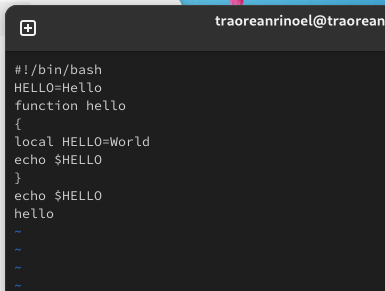 traoreanrinoel@traorean
#!/bin/bash
HELLO=Hello
function hello
{
local HELLO=World
echo $HELLO
}
echo $HELLO
hello
~
~
~
~